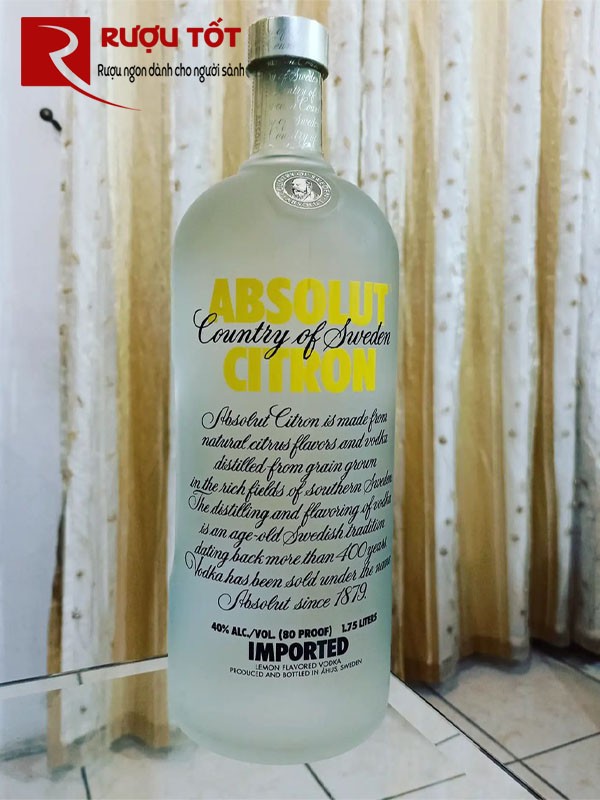 RƯỢU TỐT
Rượu ngon dành cho người sành
ABSOLUT
Country of Sweden
CITRON
Absolut Citron is made from
natural citrus flavors and vodka
distilled from grain grown
in the rich fields of southern Sweden.
The distilling and flavoring of vodka
is an age-old Swedish tradition
dating back more than 400 years.
Vodka has been sold under the name
Absolut since 1879.
40% ALC./VOL. (80 PROOF) 1.75 LITERS
IMPORTED
LEMON FLAVORED VODKA
PRODUCED AND BOTTLED IN ÅHUS, SWEDEN